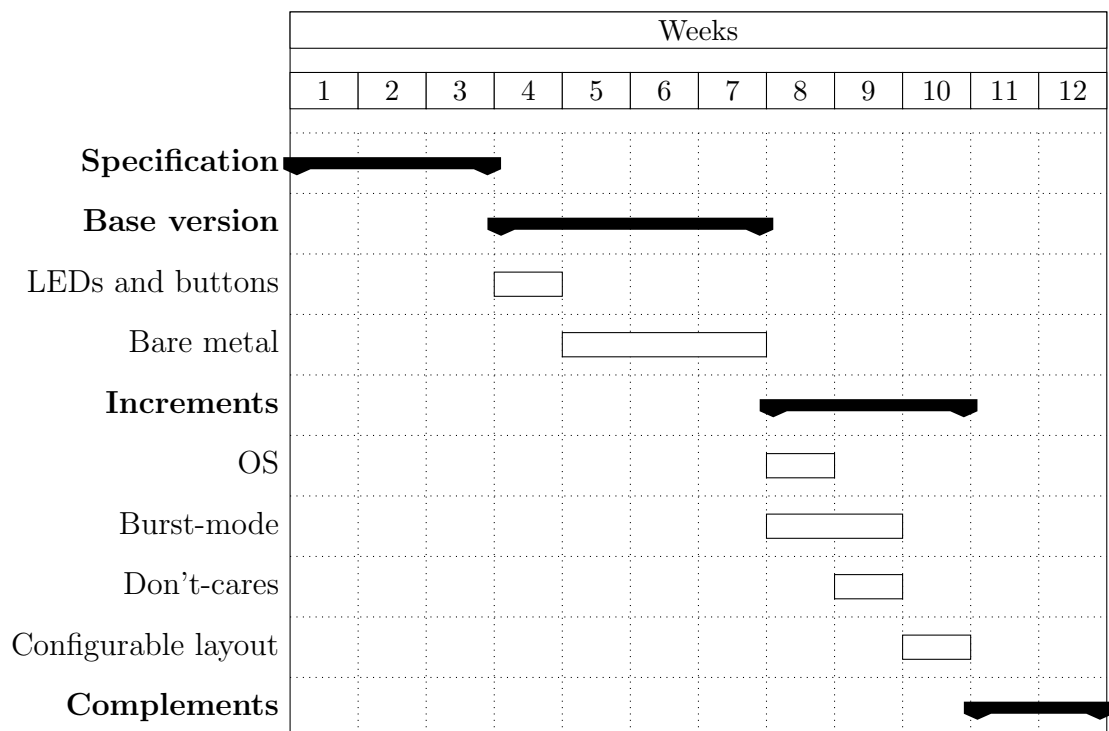 Weeks
1 2 3 4 5 6 7 8 9 10 11 12
Specification
Base version
LEDs and buttons
Bare metal
Increments
OS
Burst-mode
Don't-cares
Configurable layout
Complements